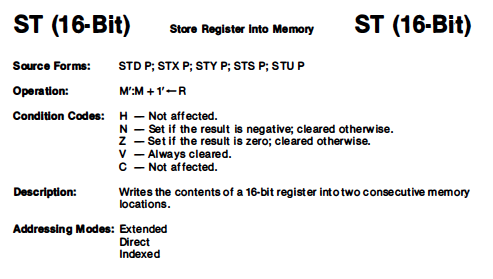 ST (16-Bit) Store Register into Memory ST (16-Bit)
Source Forms: STD P; STX P; STY P; STS P; STU P
Operation: M':M + 1'←R
Condition Codes: H — Not affected.
N — Set if the result is negative; cleared otherwise.
Z — Set if the result is zero; cleared otherwise.
V — Always cleared.
C — Not affected.
Description: Writes the contents of a 16-bit register into two consecutive memory
locations.
Addressing Modes: Extended
Direct
Indexed